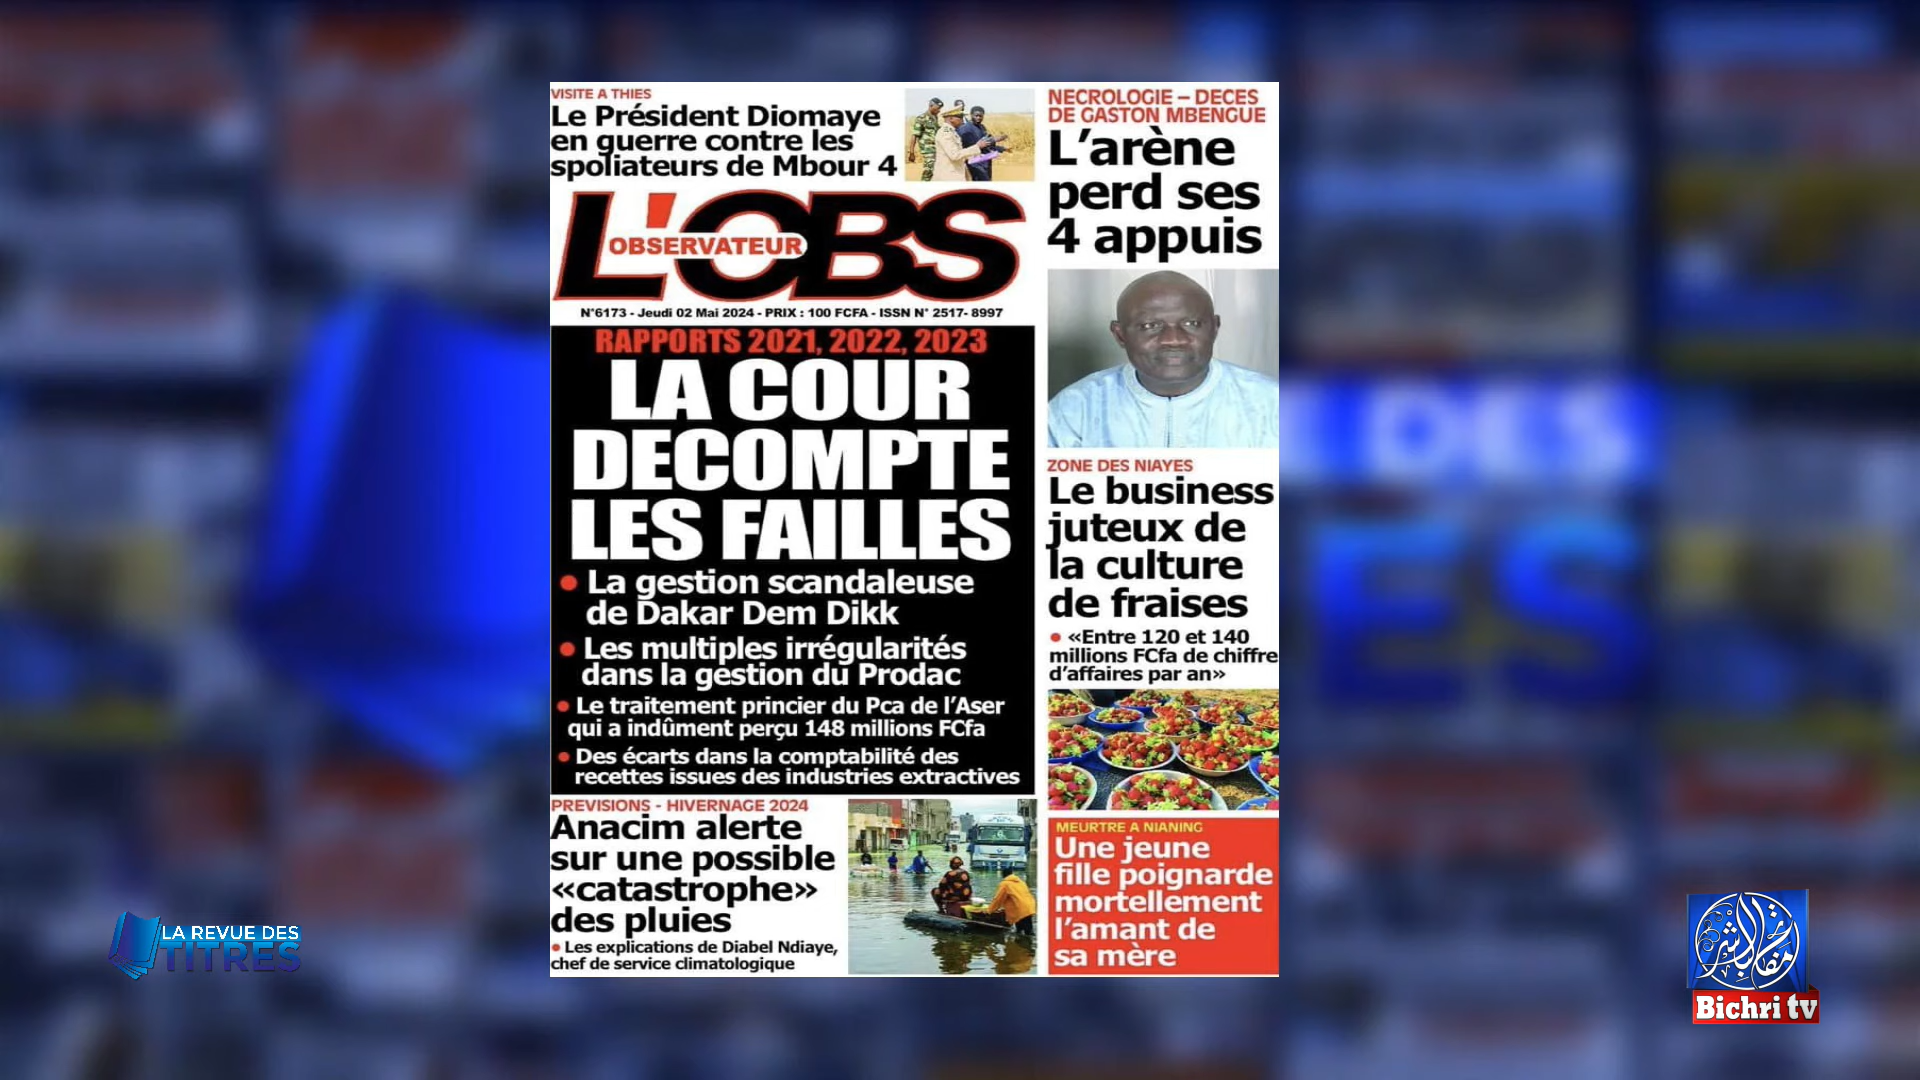 VISITE A THIES
Le Président Diomaye
en guerre contre les
spoliateurs de Mbour 4
NECROLOGIE – DECES
DE GASTON MBENGUE
L'arène
perd ses
4 appuis
L'OBS
OBSERVATEUR
N°6173 - Jeudi 02 Mai 2024 - PRIX : 100 FCFA - ISSN N° 2517- 8997
RAPPORTS 2021, 2022, 2023
LA COUR
DECOMPTE
LES FAILLES
• La gestion scandaleuse
de Dakar Dem Dikk
• Les multiples irrégularités
dans la gestion du Prodac
• Le traitement princier du Pca de l'Aser
qui a indûment perçu 148 millions FCfa
• Des écarts dans la comptabilité des
recettes issues des industries extractives
ZONE DES NIAYES
Le business
juteux de
la culture
de fraises
• «Entre 120 et 140
millions FCfa de chiffre
d'affaires par an»
PREVISIONS - HIVERNAGE 2024
Anacim alerte
sur une possible
«catastrophe»
des pluies
• Les explications de Diabel Ndiaye,
chef de service climatologique
MEURTRE A NIANING
Une jeune
fille poignarde
mortellement
l'amant de
sa mère
LA REVUE DES
TITRES
Bichri tv